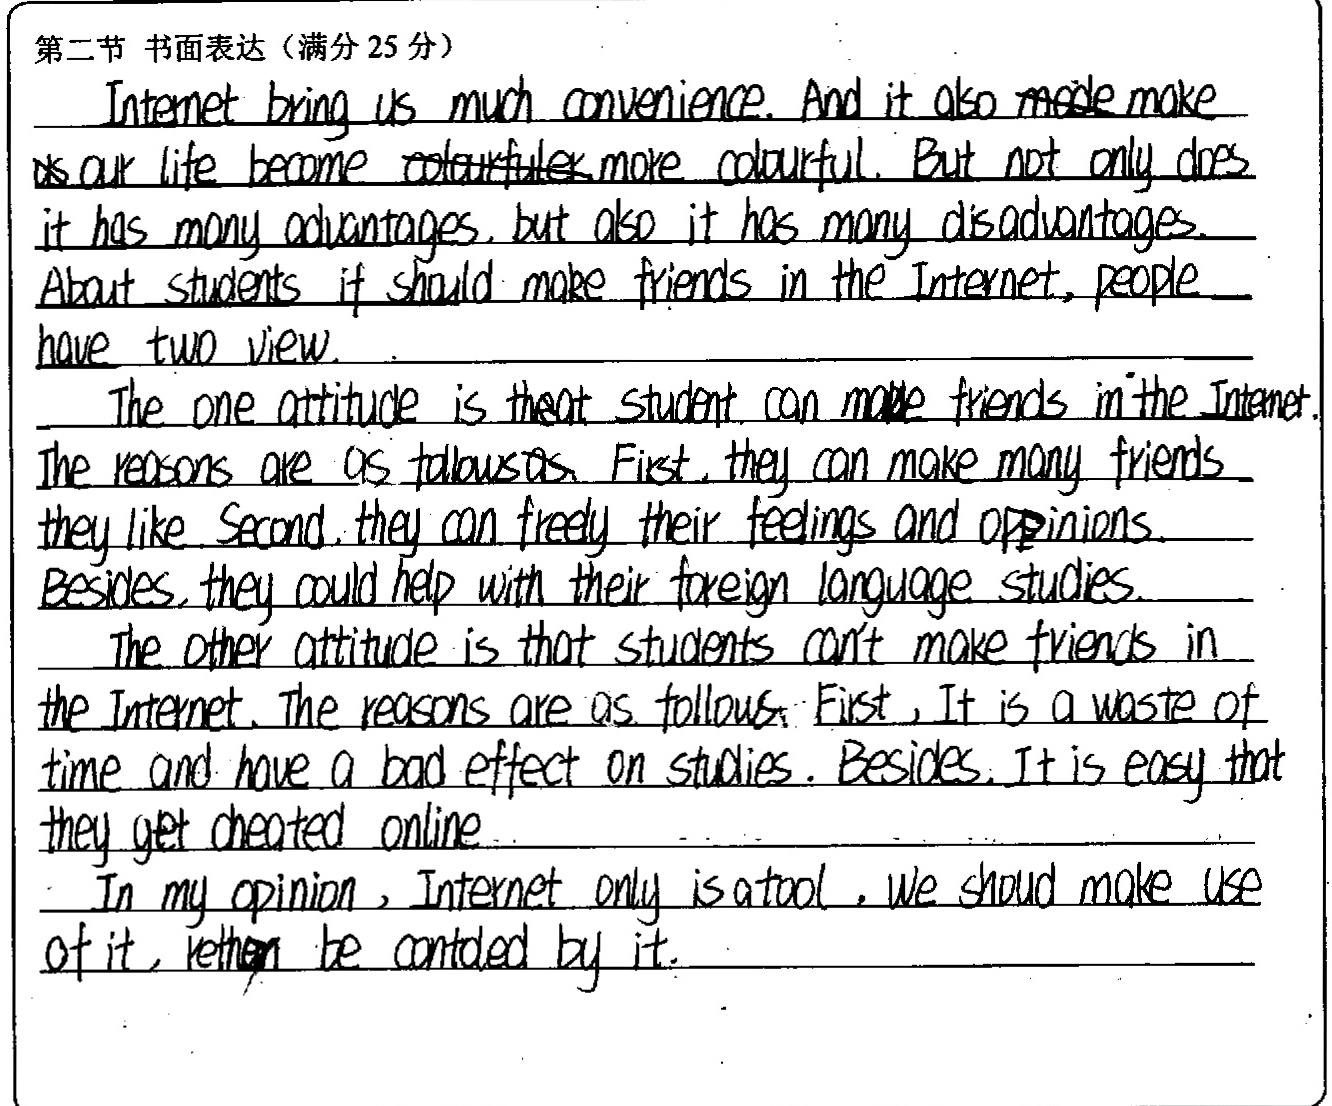 第二节 书面表达（满分 25 分）
Internet bring us much convenience. And it also made make
our life become colourfuler more colourful. But not only does
it has many advantages, but also it has many disadvantages.
About students if should make friends in the Internet, people
have two view.
The one attitude is that student can make friends in the Internet.
The reasons are as follows. First, they can make many friends
they like. Second, they can freely their feelings and oppinions.
Besides, they could help with their foreign language studies.
The other attitude is that students can't make friends in
the Internet. The reasons are as follows: First, It is a waste of
time and have a bad effect on studies. Besides, It is easy that
they get cheated online
In my opinion, Internet only is a tool. We shoud make use
of it, be contoled by it.